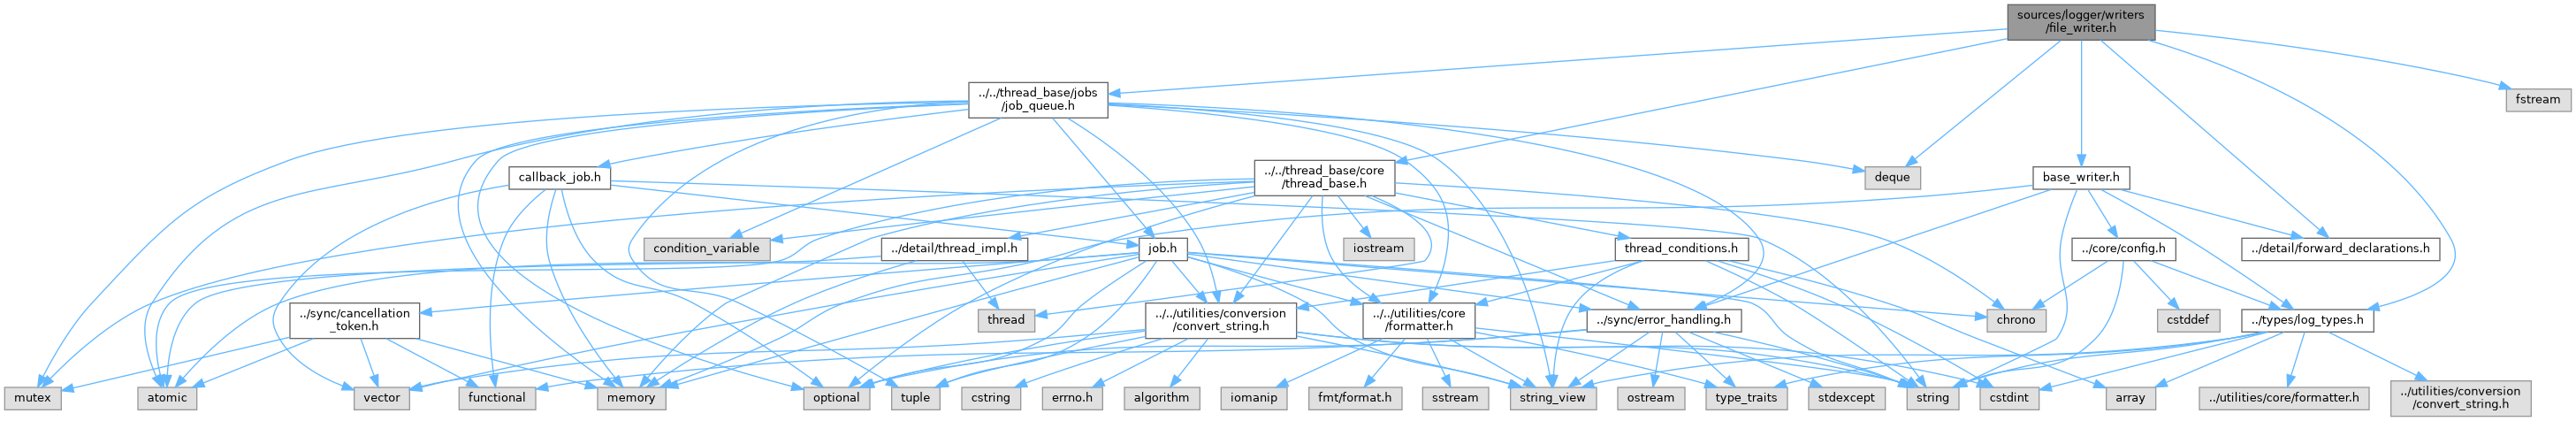 sources/logger/writers
/file_writer.h
../../thread_base/jobs
/job_queue.h
fstream
callback_job.h
../../thread_base/core
/thread_base.h
deque
base_writer.h
condition_variable
../detail/thread_impl.h
job.h
iostream
thread_conditions.h
../core/config.h
../detail/forward_declarations.h
../sync/cancellation
_token.h
thread
../../utilities/conversion
/convert_string.h
../../utilities/core
/formatter.h
../sync/error_handling.h
chrono
cstddef
../types/log_types.h
mutex
atomic
vector
functional
memory
optional
tuple
cstring
errno.h
algorithm
iomanip
fmt/format.h
sstream
string_view
ostream
type_traits
stdexcept
string
cstdint
array
../utilities/core/formatter.h
../utilities/conversion
/convert_string.h